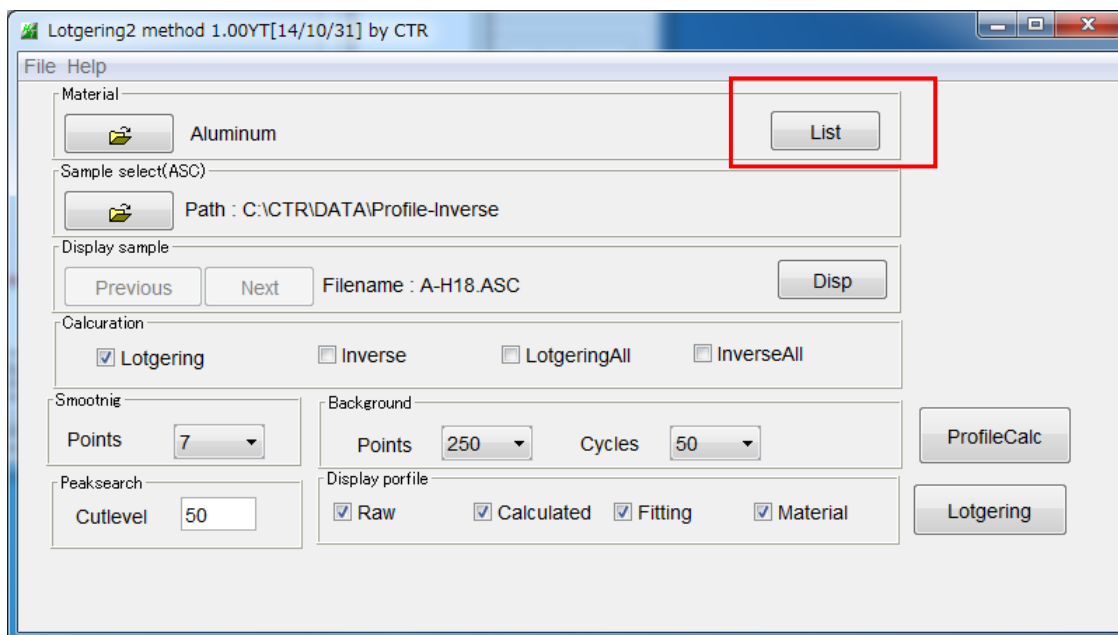 Lotgering2 method 1.00YT[14/10/31] by CTR
File Help
Material
Aluminum
List
Sample select(ASC)
Path : C:\CTR\DATA\Profile-Inverse
Display sample
Previous Next Filename : A-H18.ASC Disp
Calcuration
Lotgering Inverse LotgeringAll InverseAll
Smootnig
Points 7
Background
Points 250 Cycles 50
ProfileCalc
Peaksearch
Cutlevel 50
Display porfile
Raw Calculated Fitting Material
Lotgering